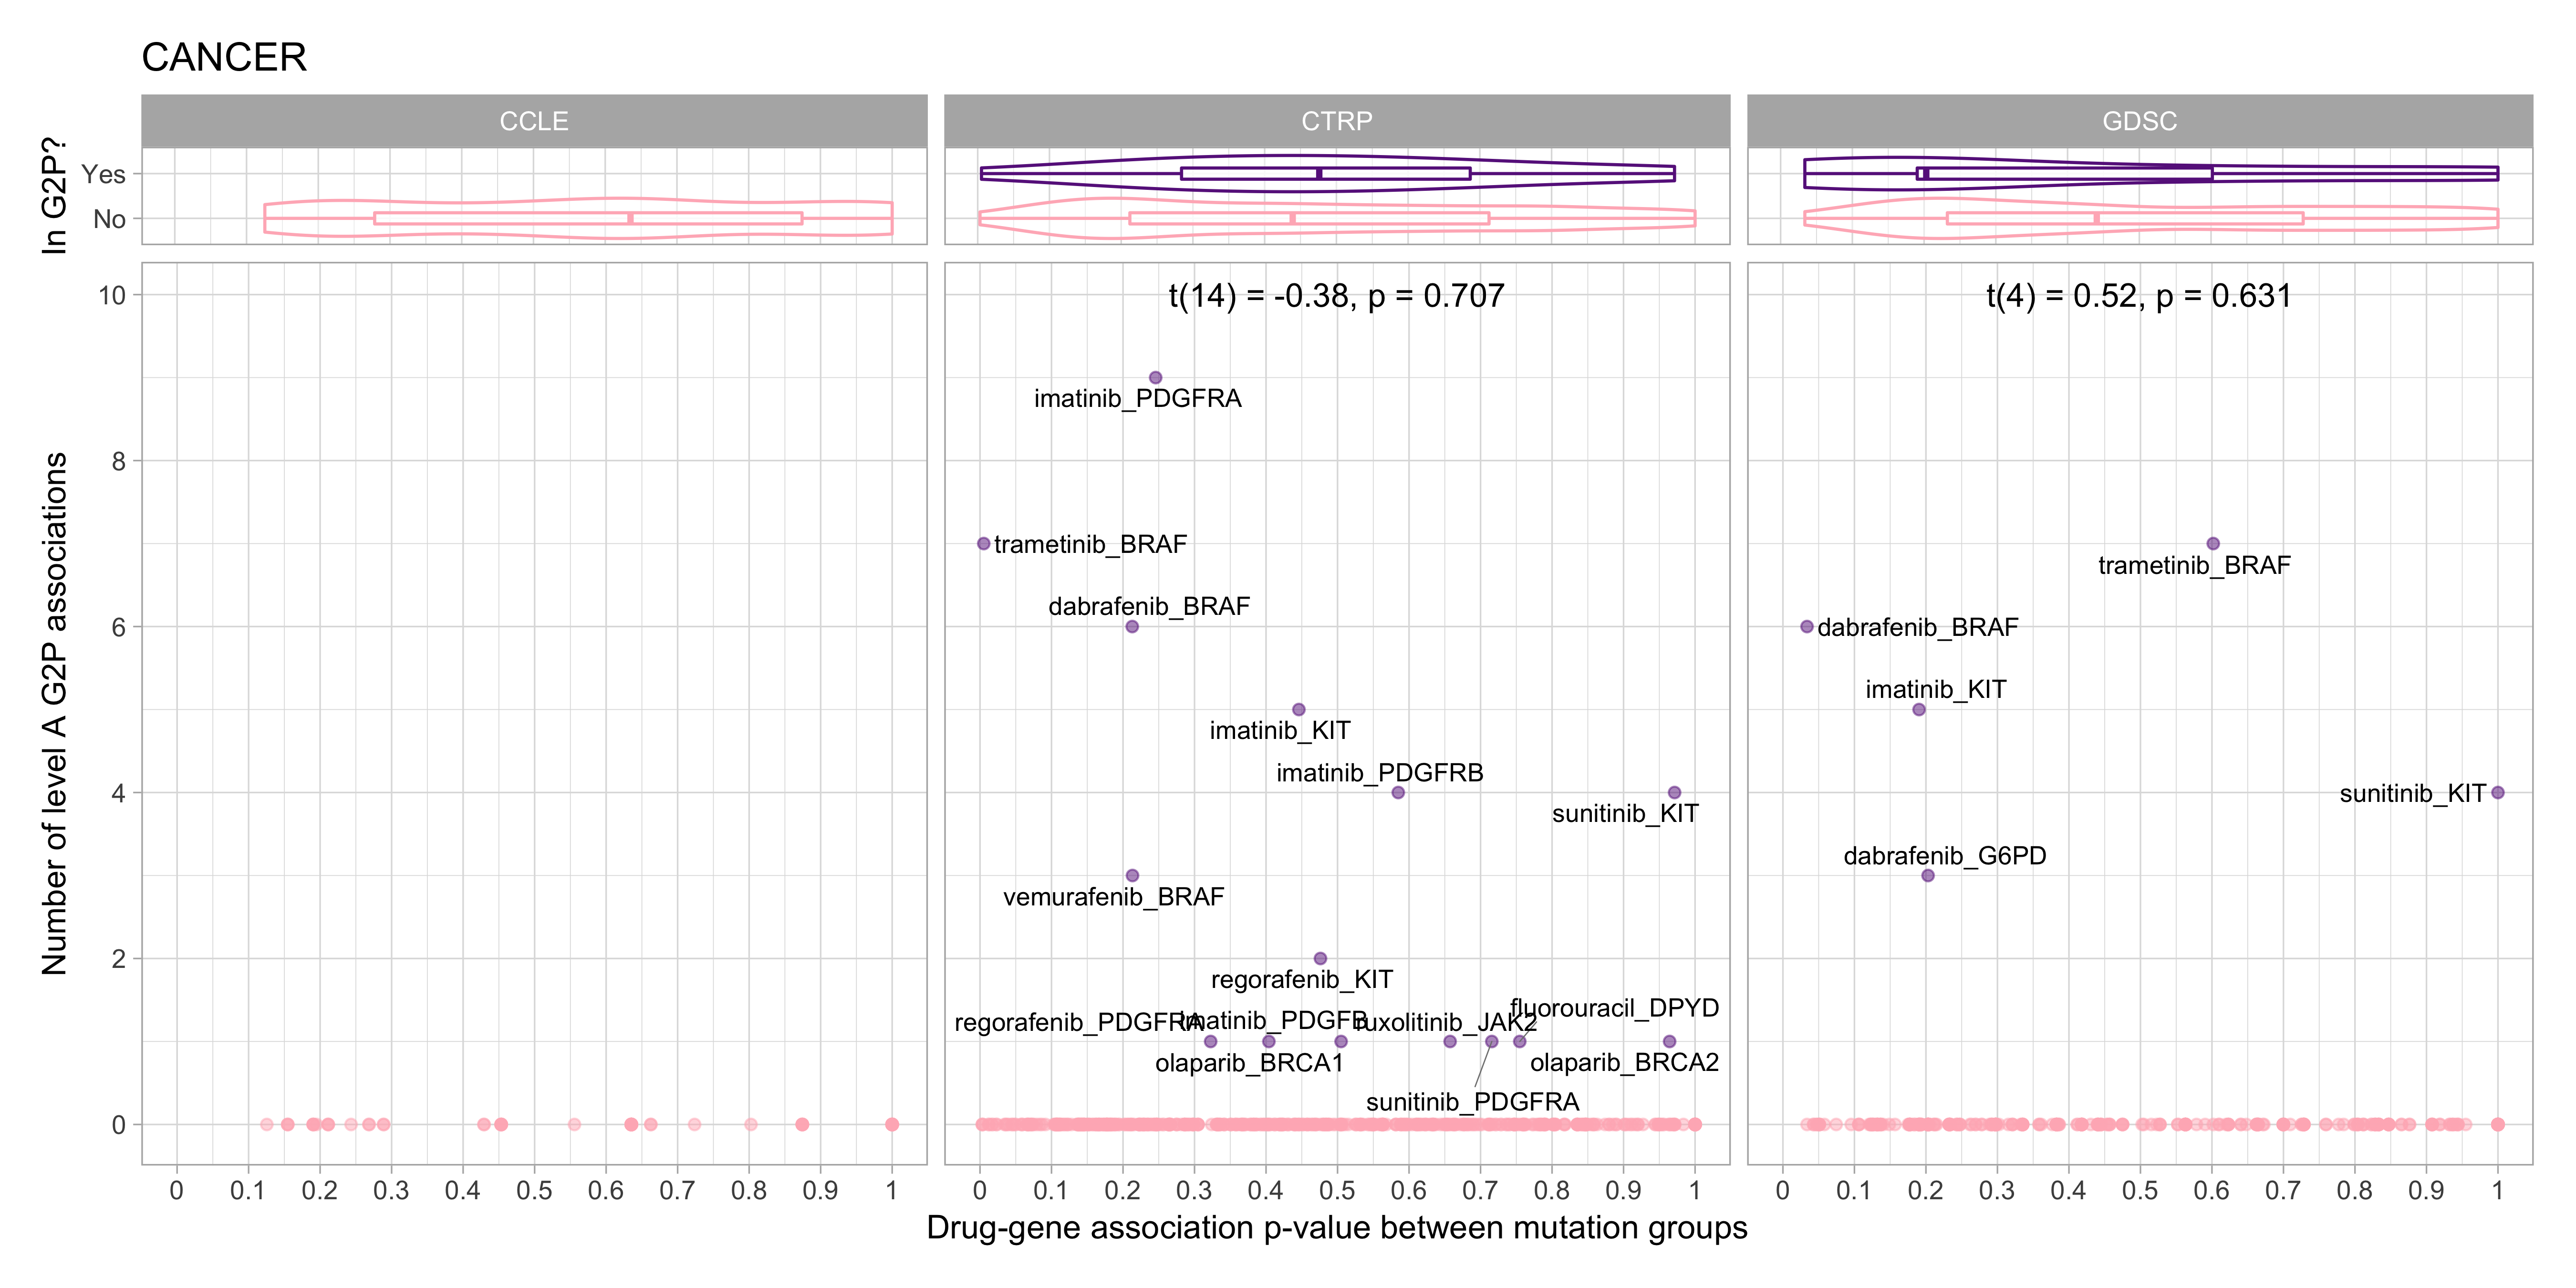 CANCER
CCLE
CTRP
GDSC
In G2P?
Yes
No
Number of level A G2P associations
10
8
6
4
2
0
t(14) = -0.38, p = 0.707
imatinib_PDGFRA
trametinib_BRAF
dabrafenib_BRAF
imatinib_KIT
imatinib_PDGFRB
sunitinib_KIT
vemurafenib_BRAF
regorafenib_KIT
fluorouracil_DPYD
regorafenib_PDGFRA
imatinib_PDGFB
ruxolitinib_JAK2
olaparib_BRCA1
olaparib_BRCA2
sunitinib_PDGFRA
t(4) = 0.52, p = 0.631
trametinib_BRAF
dabrafenib_BRAF
imatinib_KIT
sunitinib_KIT
dabrafenib_G6PD
0 0.1 0.2 0.3 0.4 0.5 0.6 0.7 0.8 0.9 1
0 0.1 0.2 0.3 0.4 0.5 0.6 0.7 0.8 0.9 1
0 0.1 0.2 0.3 0.4 0.5 0.6 0.7 0.8 0.9 1
Drug-gene association p-value between mutation groups